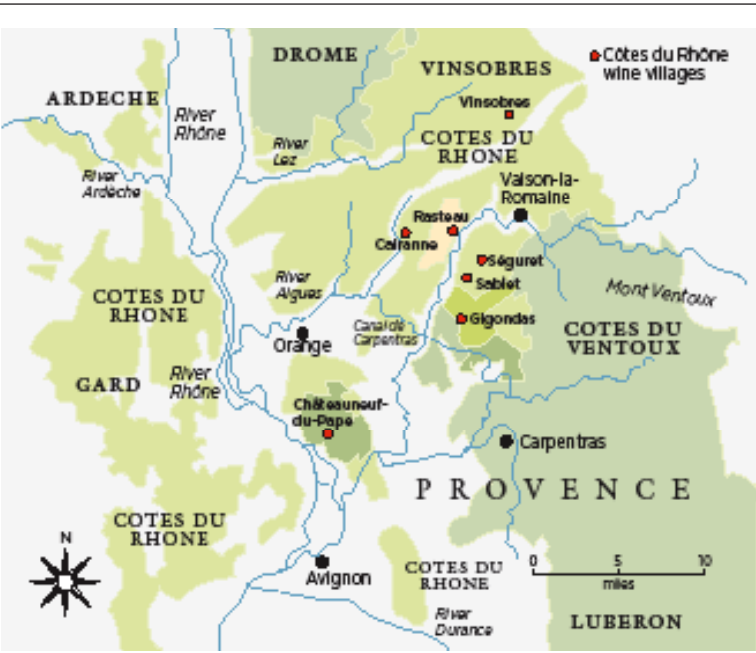 DROME
VINSOBRES
Côtes du Rhône
wine villages
ARDECHE
River
Rhône
Vinsobres
COTES DU
RHONE
River
Lez
River
Ardèche
Vaison-la-
Romaine
Rasteau
Cairanne
Séguret
Sablet
River
Aigues
Mont Ventoux
COTES DU
RHONE
Gigondas
Canal de
Carpentras
Orange
COTES DU
VENTOUX
GARD
River
Rhône
Châteauneuf-
du-Pape
Carpentras
PROVENCE
COTES DU
RHONE
N
Avignon
COTES DU
RHONE
0 5 10
miles
River
Durance
LUBERON